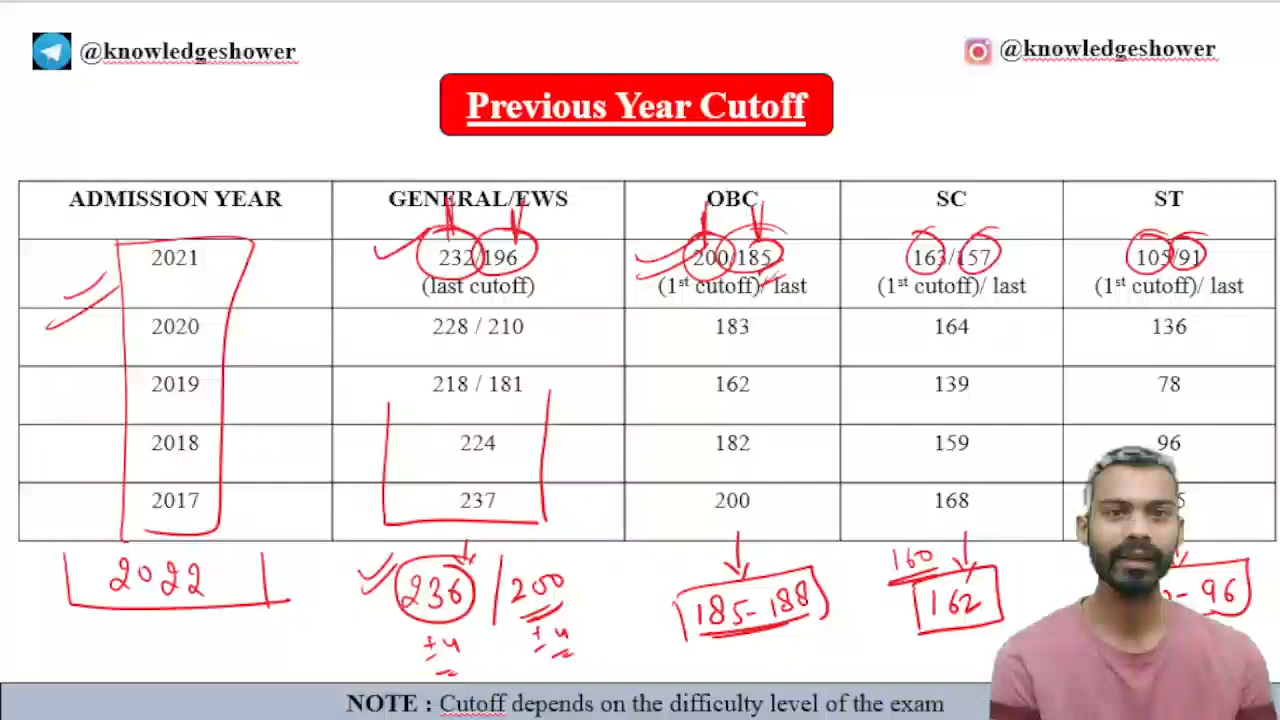 @knowledgeshower
@knowledgeshower
Previous Year Cutoff
ADMISSION YEAR GENERAL/EWS OBC SC ST
2021 232/196 200/185 163/157 105/91
(last cutoff) (1st cutoff)/ last (1st cutoff)/ last (1st cutoff)/ last
2020 228 / 210 183 164 136
2019 218 / 181 162 139 78
2018 224 182 159 96
2017 237 200 168
160
2022 236 / 200 185-188 162 - 96
±4 ±4
NOTE : Cutoff depends on the difficulty level of the exam